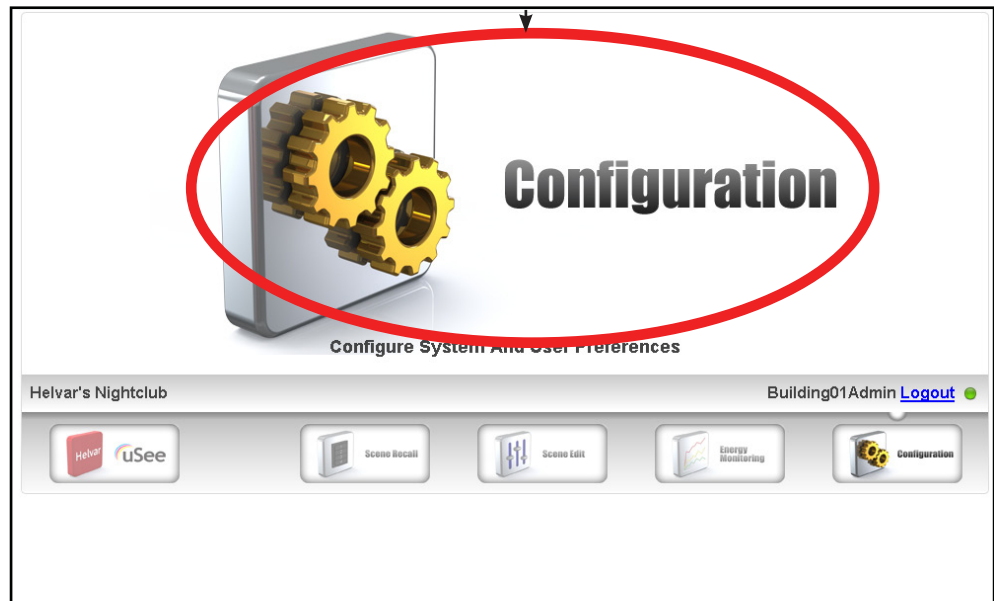 Configuration
Configure System And User Preferences
Helvar's Nightclub
Building01Admin Logout
Helvar uSee
Scene Recall
Scene Edit
Energy
Monitoring
Configuration